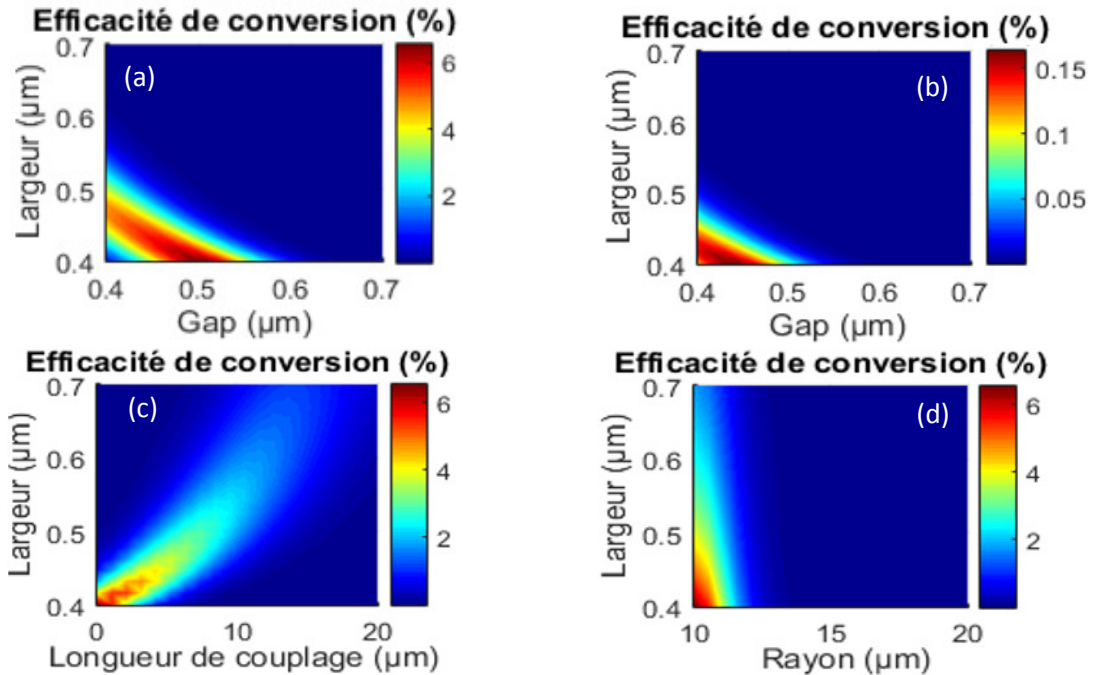 Efficacité de conversion (%)
0.7
0.6
0.5
0.4
Largeur (µm)
(a)
6
4
2
0.4 0.5 0.6 0.7
Gap (µm)
Efficacité de conversion (%)
0.7
0.6
0.5
0.4
Largeur (µm)
(b)
0.15
0.1
0.05
0.4 0.5 0.6 0.7
Gap (µm)
Efficacité de conversion (%)
0.7
0.6
0.5
0.4
Largeur (µm)
(c)
6
4
2
0 10 20
Longueur de couplage (µm)
Efficacité de conversion (%)
0.7
0.6
0.5
0.4
Largeur (µm)
(d)
6
4
2
10 15 20
Rayon (µm)